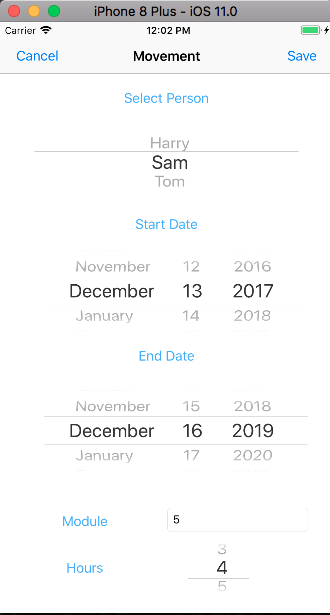 iPhone 8 Plus - iOS 11.0
Carrier 12:02 PM
Cancel Movement Save
Select Person
Harry
Sam
Tom
Start Date
November 12 2016
December 13 2017
January 14 2018
End Date
November 15 2018
December 16 2019
January 17 2020
Module 5
3
Hours 4
5